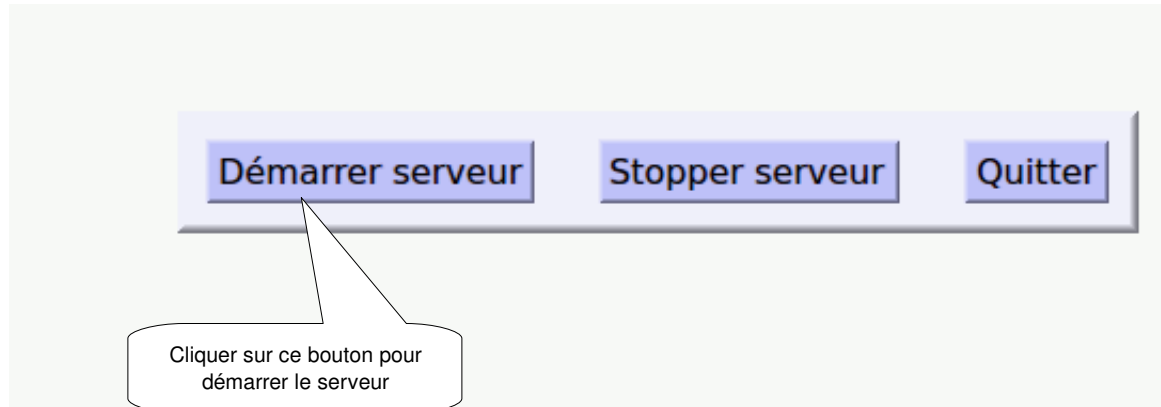 Démarrer serveur Stopper serveur Quitter
Cliquer sur ce bouton pour
démarrer le serveur